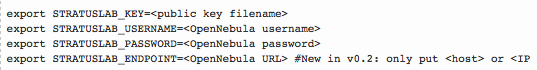 export STRATUSLAB_KEY=<public key filename>
export STRATUSLAB_USERNAME=<OpenNebula username>
export STRATUSLAB_PASSWORD=<OpenNebula password>
export STRATUSLAB_ENDPOINT=<OpenNebula URL> #New in v0.2: only put <host> or <IP